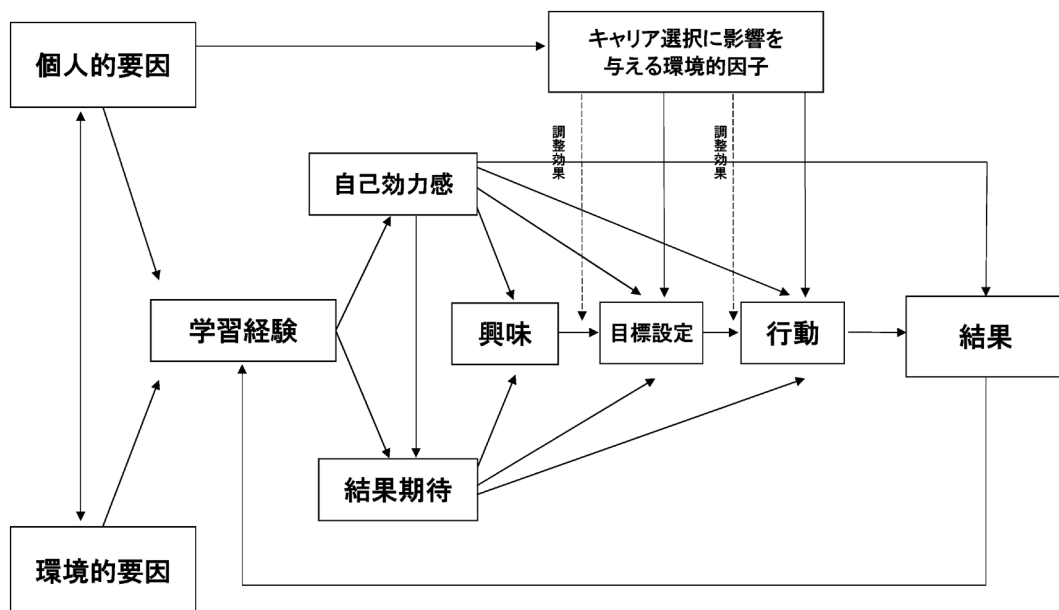 個人的要因
キャリア選択に影響を
与える環境的因子
調整効果
調整効果
自己効力感
学習経験
興味
目標設定
行動
結果
結果期待
環境的要因